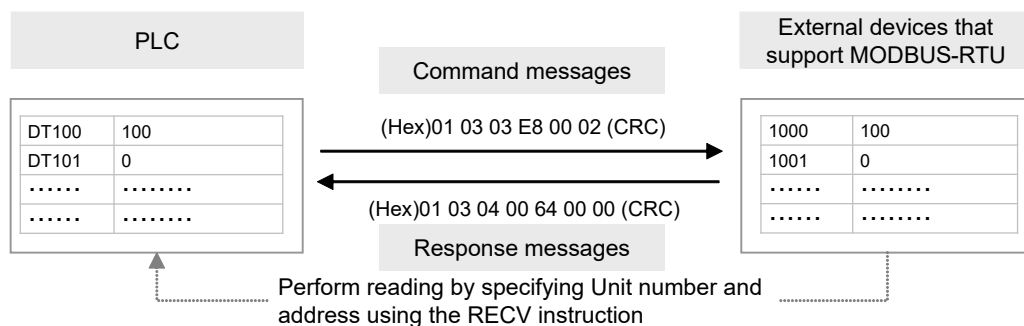 PLC
External devices that
support MODBUS-RTU
Command messages
(Hex)01 03 03 E8 00 02 (CRC)
DT100 100
DT101 0
...... ........
...... ........
1000 100
1001 0
...... ........
...... ........
(Hex)01 03 04 00 64 00 00 (CRC)
Response messages
Perform reading by specifying Unit number and
address using the RECV instruction